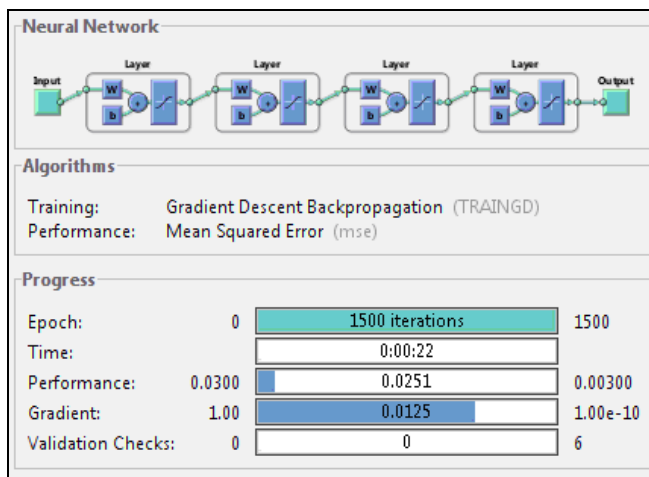 Neural Network
Layer Layer Layer Layer
Input Output
W W W W
b b b b
Algorithms
Training: Gradient Descent Backpropagation (TRAINGD)
Performance: Mean Squared Error (mse)
Progress
Epoch: 0 1500 iterations 1500
Time: 0:00:22
Performance: 0.0300 0.0251 0.00300
Gradient: 1.00 0.0125 1.00e-10
Validation Checks: 0 0 6